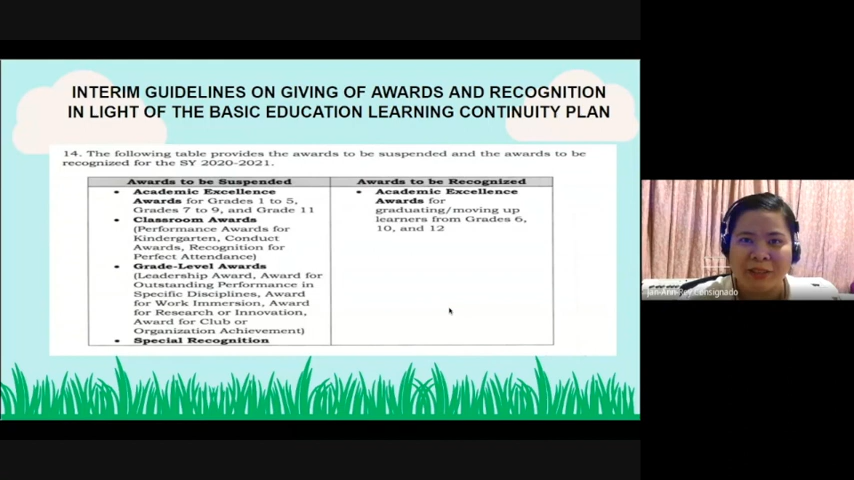 INTERIM GUIDELINES ON GIVING OF AWARDS AND RECOGNITION
IN LIGHT OF THE BASIC EDUCATION LEARNING CONTINUITY PLAN
14. The following table provides the awards to be suspended and the awards to be
recognized for the SY 2020-2021.
Awards to be Suspended
• Academic Excellence
Awards for Grades 1 to 5,
Grades 7 to 9, and Grade 11
• Classroom Awards
(Performance Awards for
Kindergarten, Conduct
Awards, Recognition for
Perfect Attendance)
• Grade-Level Awards
(Leadership Award, Award for
Outstanding Performance in
Specific Disciplines, Award
for Work Immersion, Award
for Research or Innovation,
Award for Club or
Organization Achievement)
• Special Recognition
Awards to be Recognized
• Academic Excellence
Awards for
graduating/moving up
learners from Grades 6,
10, and 12
Jan-Ann Rey Consignado